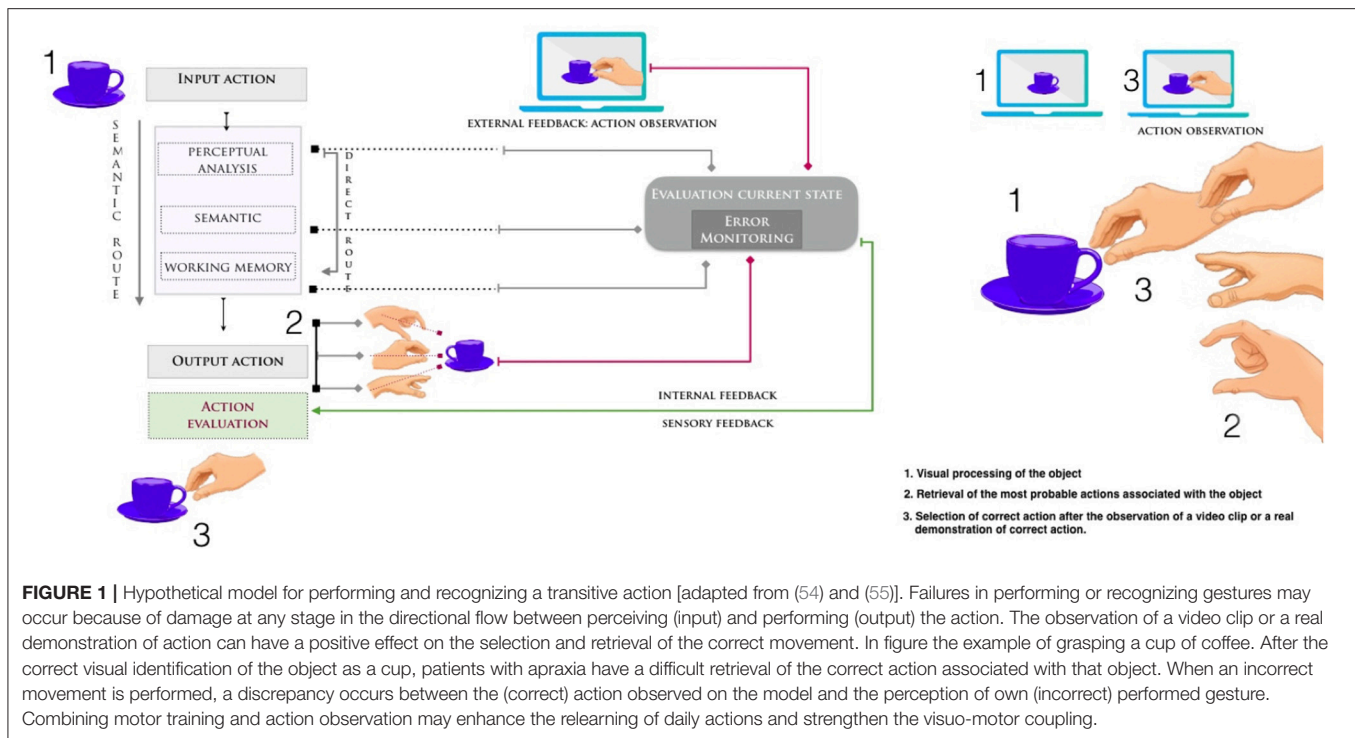 1
INPUT ACTION
SEMANTIC ROUTE
PERCEPTUAL
ANALYSIS
SEMANTIC
WORKING MEMORY
DIRECT ROUTE
EXTERNAL FEEDBACK: ACTION OBSERVATION
EVALUATION CURRENT STATE
ERROR
MONITORING
2
OUTPUT ACTION
ACTION
EVALUATION
INTERNAL FEEDBACK
SENSORY FEEDBACK
3
1
3
ACTION OBSERVATION
1
3
2
1. Visual processing of the object
2. Retrieval of the most probable actions associated with the object
3. Selection of correct action after the observation of a video clip or a real
demonstration of correct action.
FIGURE 1 | Hypothetical model for performing and recognizing a transitive action [adapted from (54) and (55)]. Failures in performing or recognizing gestures may
occur because of damage at any stage in the directional flow between perceiving (input) and performing (output) the action. The observation of a video clip or a real
demonstration of action can have a positive effect on the selection and retrieval of the correct movement. In figure the example of grasping a cup of coffee. After the
correct visual identification of the object as a cup, patients with apraxia have a difficult retrieval of the correct action associated with that object. When an incorrect
movement is performed, a discrepancy occurs between the (correct) action observed on the model and the perception of own (incorrect) performed gesture.
Combining motor training and action observation may enhance the relearning of daily actions and strengthen the visuo-motor coupling.